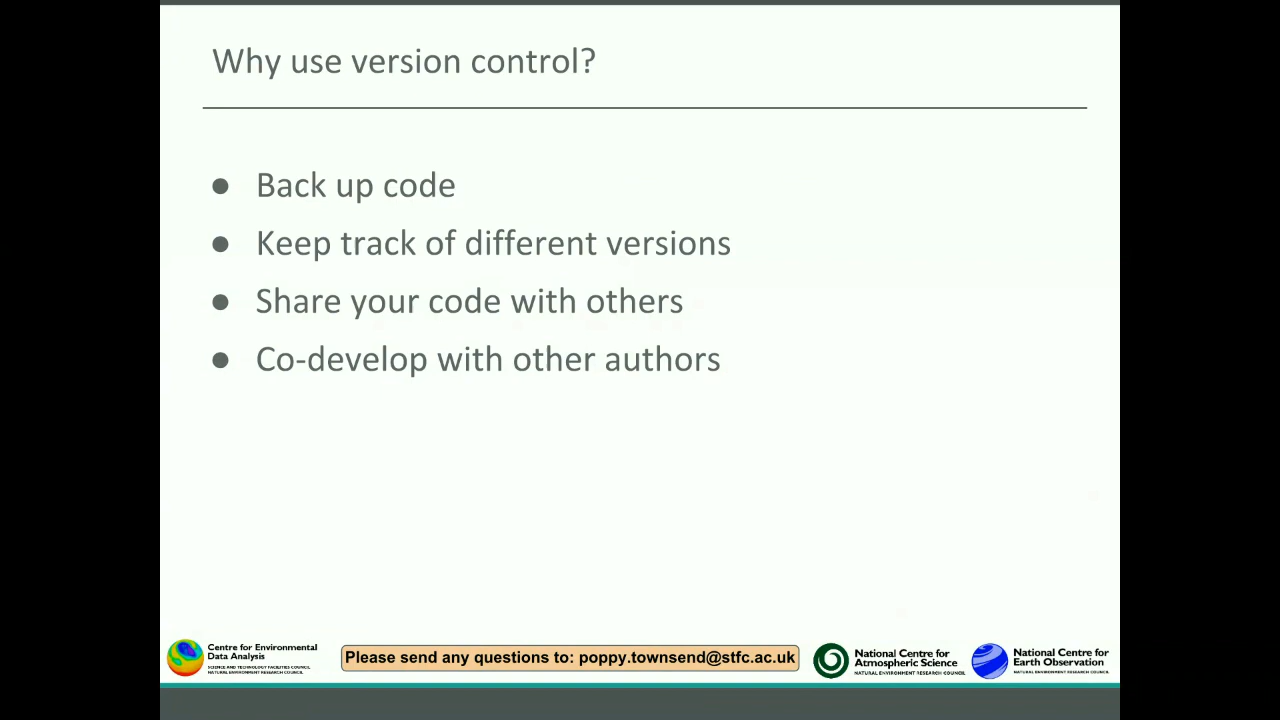 Why use version control?
● Back up code
● Keep track of different versions
● Share your code with others
● Co-develop with other authors
Centre for Environmental
Data Analysis
SCIENCE AND TECHNOLOGY FACILITIES COUNCIL
NATURAL ENVIRONMENT RESEARCH COUNCIL
Please send any questions to: poppy.townsend@stfc.ac.uk
National Centre for
Atmospheric Science
NATURAL ENVIRONMENT RESEARCH COUNCIL
National Centre for
Earth Observation
NATURAL ENVIRONMENT RESEARCH COUNCIL